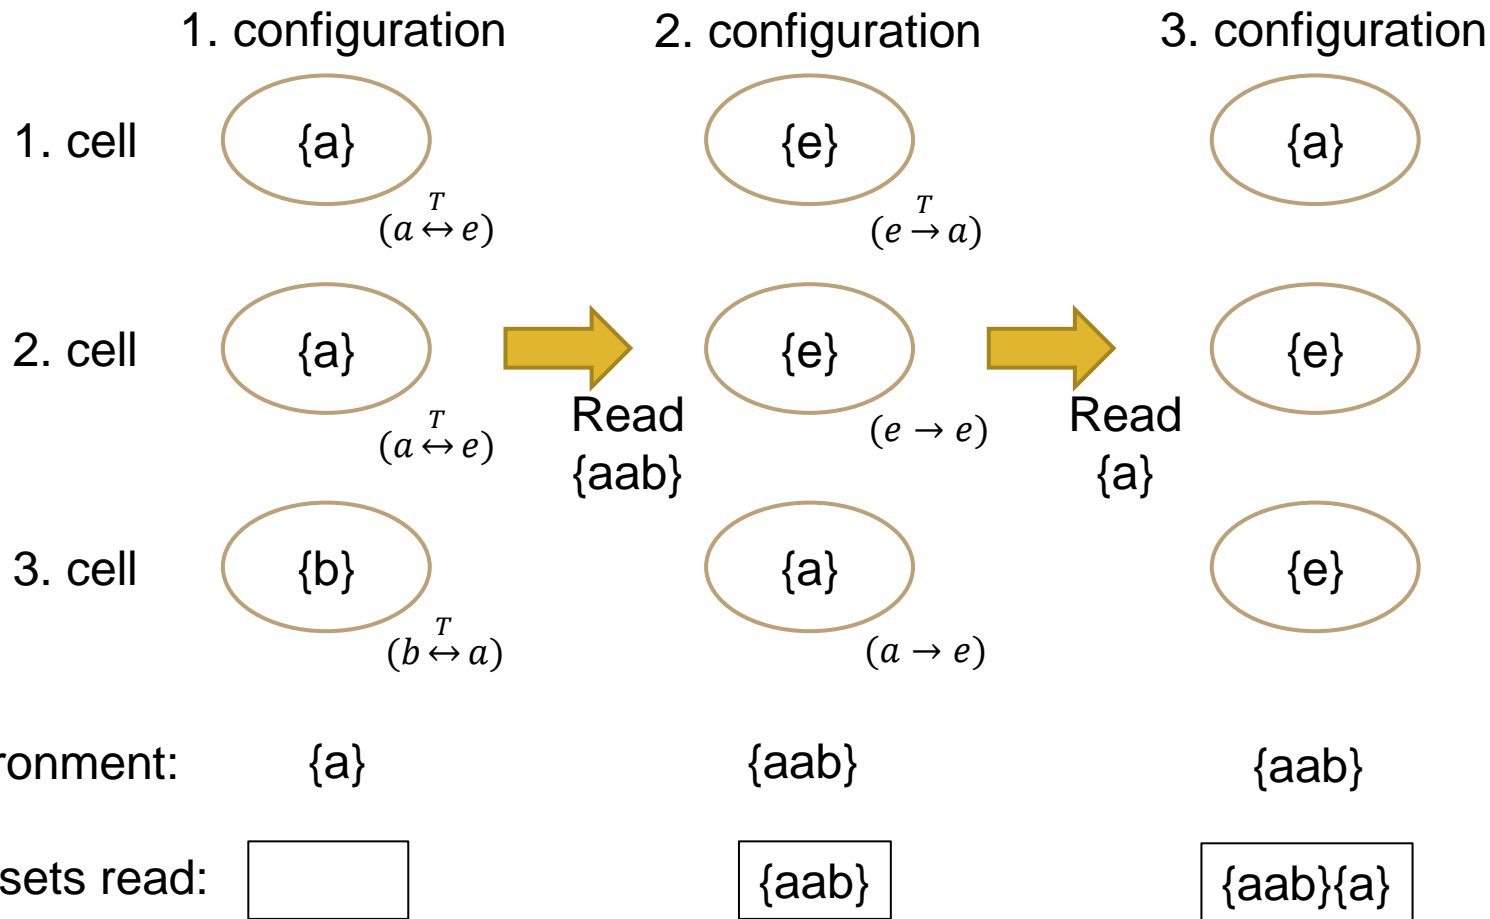 1. configuration 2. configuration 3. configuration
1. cell {a} {e} {a}
(a T↔ e) (e T→ a)
2. cell {a} {e} {e}
(a T↔ e) Read {aab} (e → e) Read {a}
3. cell {b} {a} {e}
(b T↔ a) (a → e)
ronment: {a} {aab} {aab}
sets read: {aab} {aab}{a}